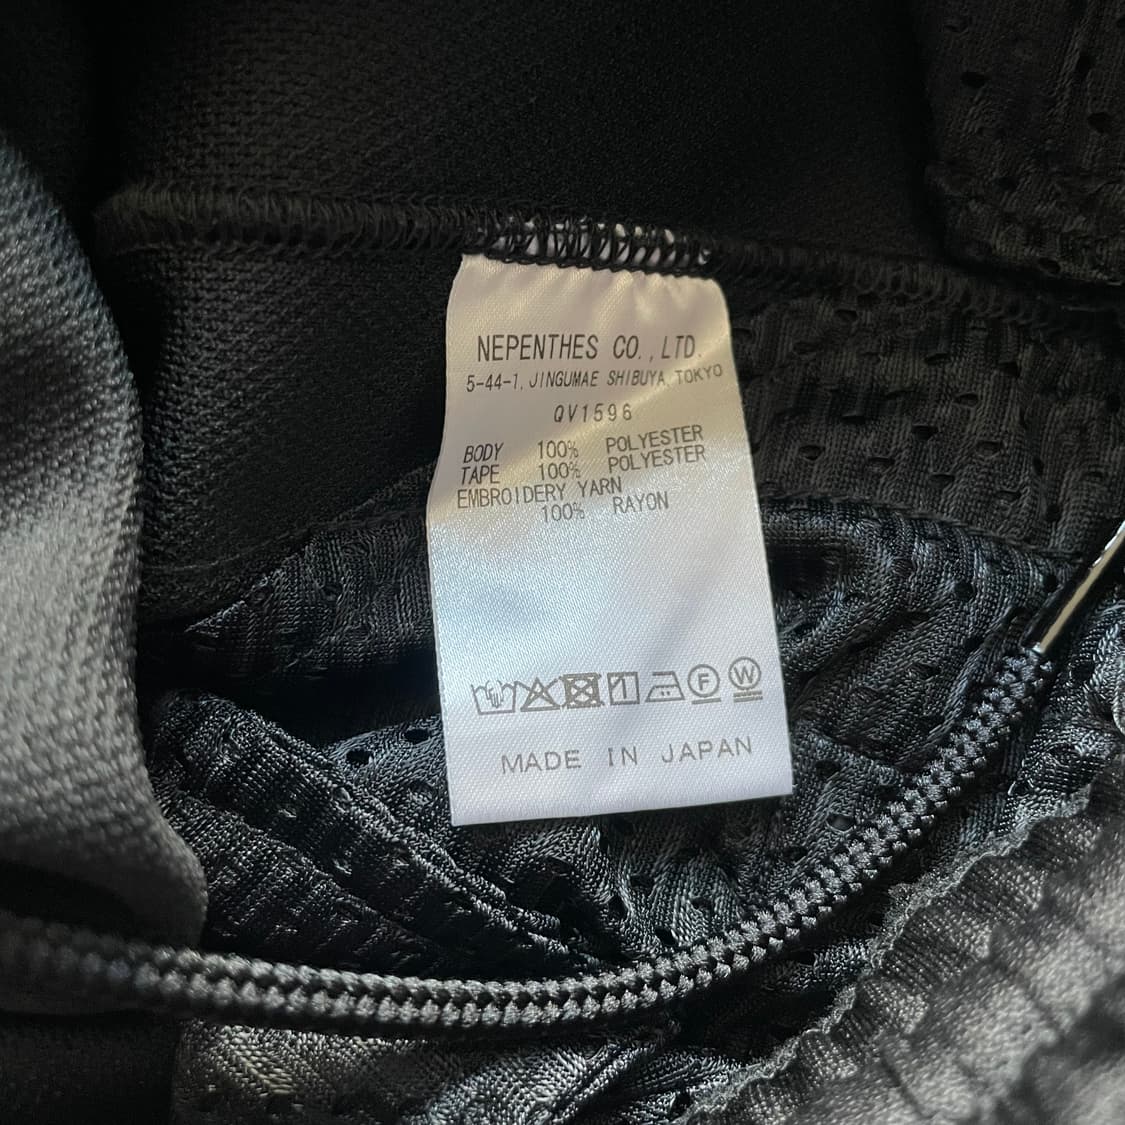 NEPENTHES CO.,LTD.
5-44-1, JINGUMAE SHIBUYA, TOKYO
QV1596
BODY 100% POLYESTER
TAPE 100% POLYESTER
EMBROIDERY YARN
100% RAYON
F W
MADE IN JAPAN